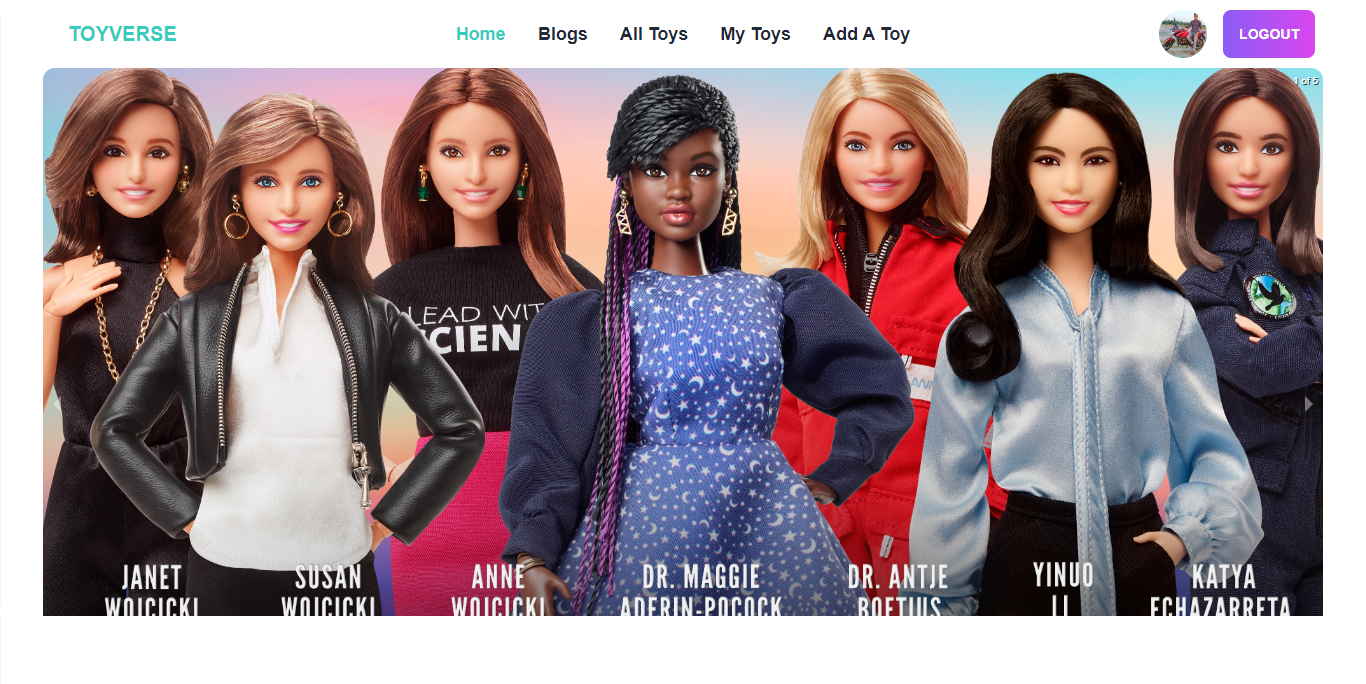 TOYVERSE
Home
Blogs
All Toys
My Toys
Add A Toy
LOGOUT
1 of 5
LEAD WIT
CIEN
JANET
WOJCICKI
SUSAN
WOJCICKI
ANNE
WOJCICKI
DR. MAGGIE
ADERIN-POCOCK
DR. ANTJE
BOETIUS
YINUO
LI
KATYA
ECHAZARRETA